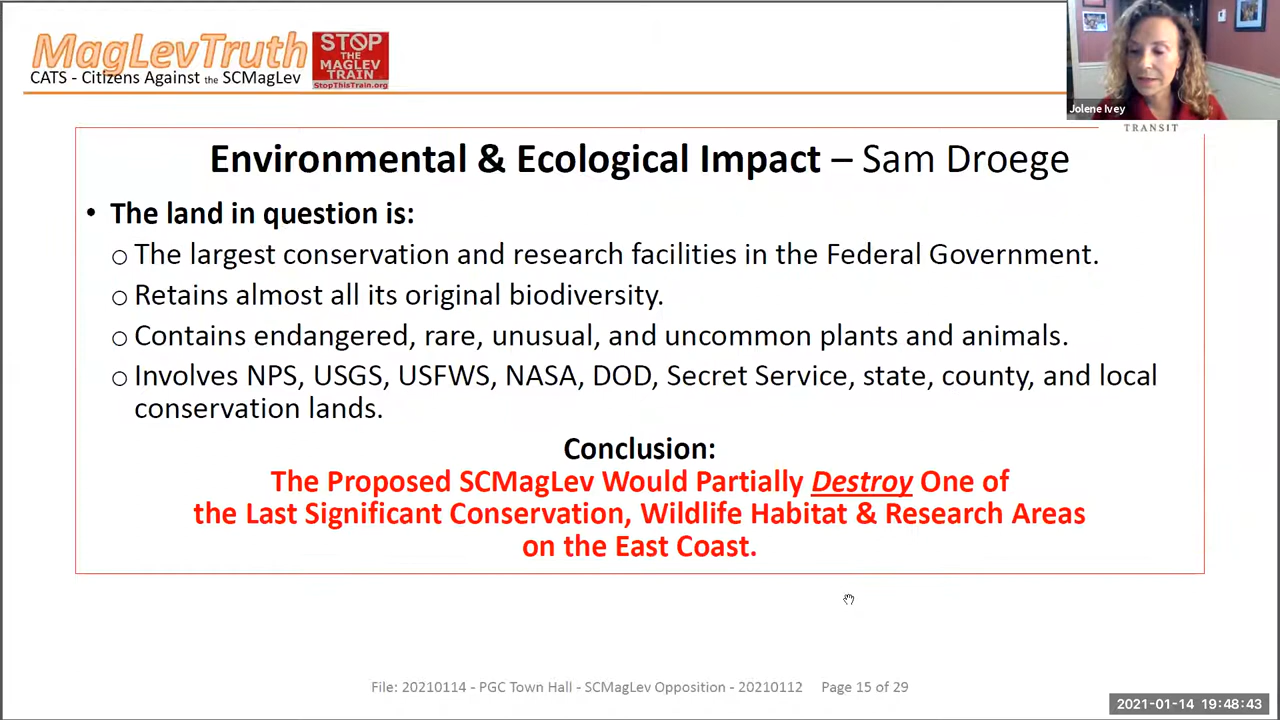 MagLevTruth
CATS - Citizens Against the SCMagLev
STOP
THE
MAGLEV
TRAIN
StopThisTrain.org
Jolene Ivey
TRANSIT
Environmental & Ecological Impact – Sam Droege
• The land in question is:
o The largest conservation and research facilities in the Federal Government.
o Retains almost all its original biodiversity.
o Contains endangered, rare, unusual, and uncommon plants and animals.
o Involves NPS, USGS, USFWS, NASA, DOD, Secret Service, state, county, and local
conservation lands.
Conclusion:
The Proposed SCMagLev Would Partially Destroy One of
the Last Significant Conservation, Wildlife Habitat & Research Areas
on the East Coast.
File: 20210114 - PGC Town Hall - SCMagLev Opposition - 20210112 Page 15 of 29
2021-01-14 19:48:43